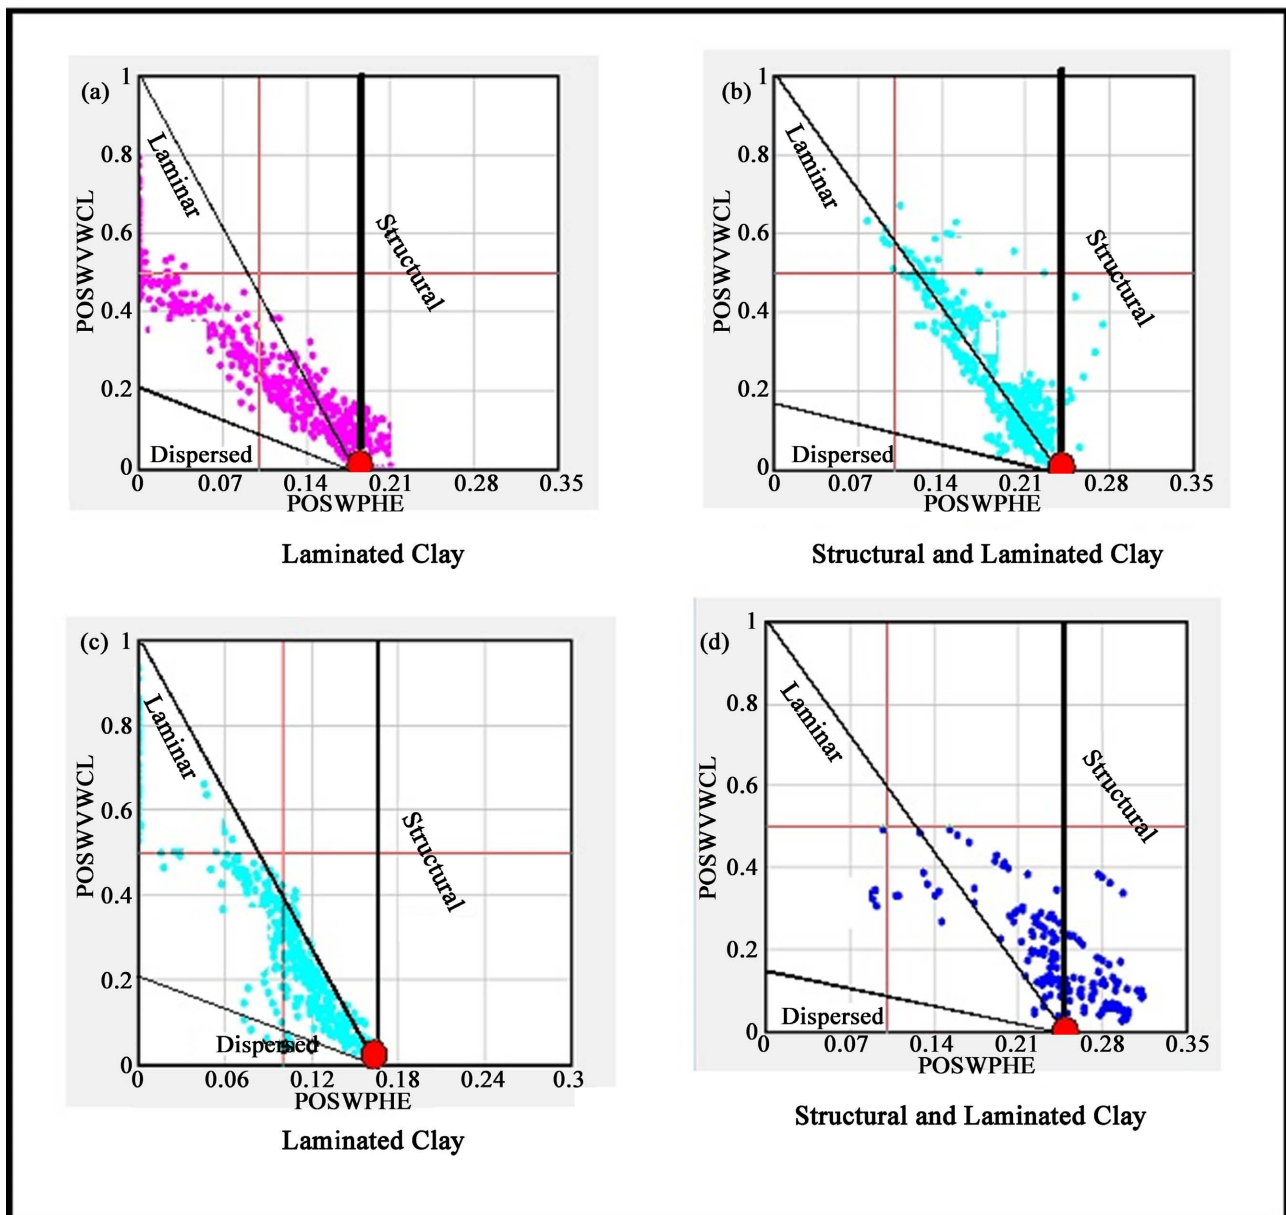 (a)
1
0.8
0.6
0.4
0.2
0
POSWVWCL
Laminar
Structural
Dispersed
0 0.07 0.14 0.21 0.28 0.35
POSWPHE
Laminated Clay
(b)
1
0.8
0.6
0.4
0.2
0
POSWVWCL
Laminar
Structural
Dispersed
0 0.07 0.14 0.21 0.28 0.35
POSWPHE
Structural and Laminated Clay
(c)
1
0.8
0.6
0.4
0.2
0
POSWVWCL
Laminar
Structural
Dispersed
0 0.06 0.12 0.18 0.24 0.3
POSWPHE
Laminated Clay
(d)
1
0.8
0.6
0.4
0.2
0
POSWVWCL
Laminar
Structural
Dispersed
0 0.07 0.14 0.21 0.28 0.35
POSWPHE
Structural and Laminated Clay